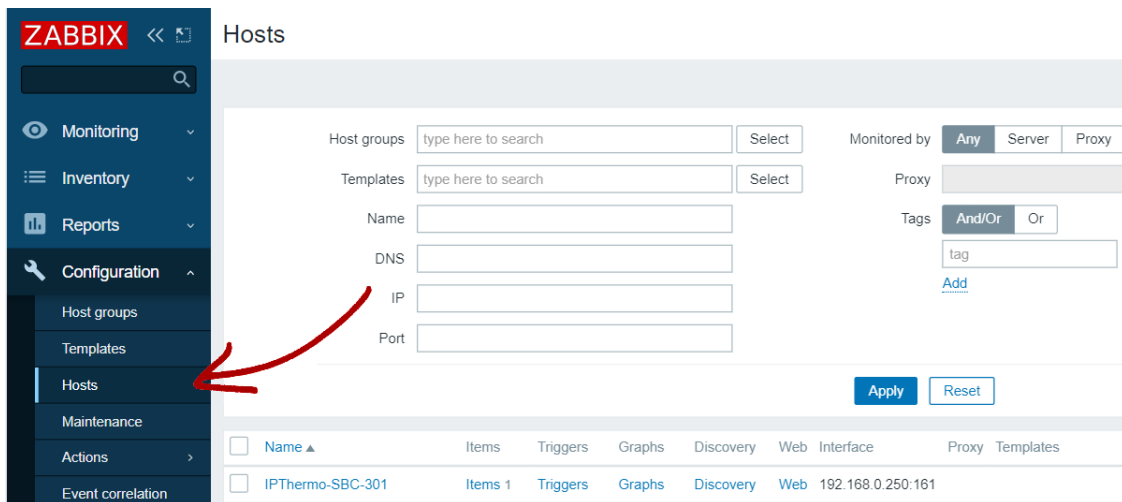 ZABBIX
Hosts
Monitoring
Inventory
Reports
Configuration
Host groups
Templates
Hosts
Maintenance
Actions
Event correlation
Host groups type here to search Select
Templates type here to search Select
Name
DNS
IP
Port
Monitored by Any Server Proxy
Proxy
Tags And/Or Or
tag
Add
Apply Reset
Name Items Triggers Graphs Discovery Web Interface Proxy Templates
IPThermo-SBC-301 Items 1 Triggers Graphs Discovery Web 192.168.0.250:161